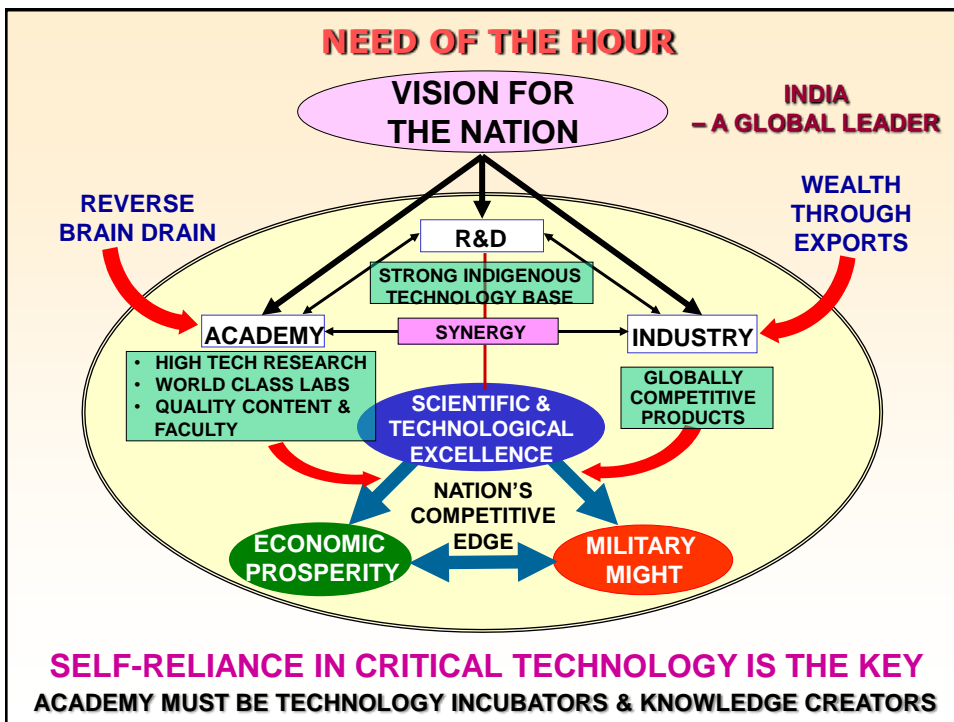 NEED OF THE HOUR
VISION FOR
THE NATION
INDIA
– A GLOBAL LEADER
REVERSE
BRAIN DRAIN
WEALTH
THROUGH
EXPORTS
R&D
STRONG INDIGENOUS
TECHNOLOGY BASE
ACADEMY
SYNERGY
INDUSTRY
• HIGH TECH RESEARCH
• WORLD CLASS LABS
• QUALITY CONTENT &
FACULTY
GLOBALLY
COMPETITIVE
PRODUCTS
SCIENTIFIC &
TECHNOLOGICAL
EXCELLENCE
NATION'S
COMPETITIVE
EDGE
ECONOMIC
PROSPERITY
MILITARY
MIGHT
SELF-RELIANCE IN CRITICAL TECHNOLOGY IS THE KEY
ACADEMY MUST BE TECHNOLOGY INCUBATORS & KNOWLEDGE CREATORS